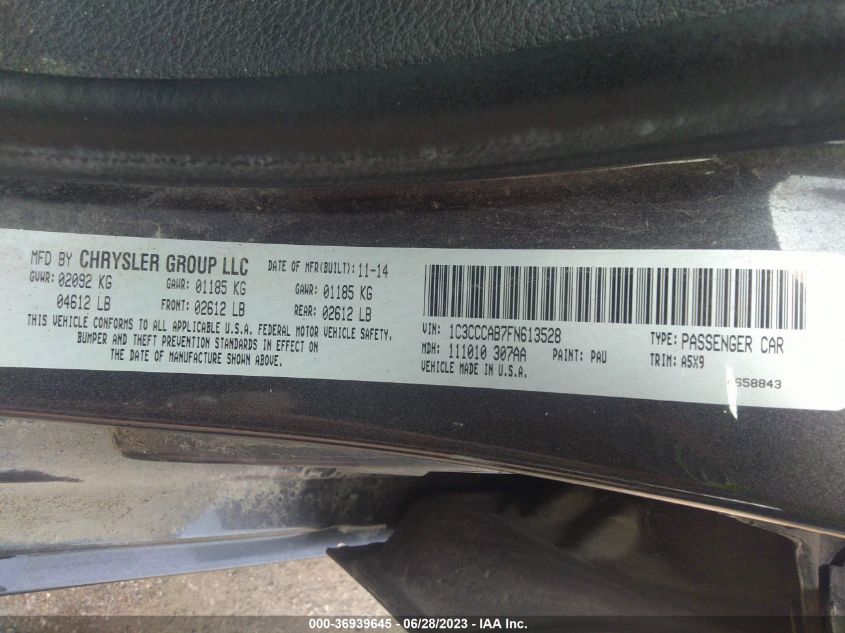 MFD BY CHRYSLER GROUP LLC DATE OF MFR(BUILT): 11-14
GVWR: 02092 KG GAWR: 01185 KG GAWR: 01185 KG
04612 LB FRONT: 02612 LB REAR: 02612 LB
THIS VEHICLE CONFORMS TO ALL APPLICABLE U.S.A. FEDERAL MOTOR VEHICLE SAFETY,
BUMPER AND THEFT PREVENTION STANDARDS IN EFFECT ON
THE DATE OF MANUFACTURE SHOWN ABOVE.
VIN: 1C3CCCAB7FN613528 TYPE: PASSENGER CAR
MDH: 111010 307AA PAINT: PAU TRIM: A5X9
VEHICLE MADE IN U.S.A.
000-36939645 - 06/28/2023 - IAA, Inc.